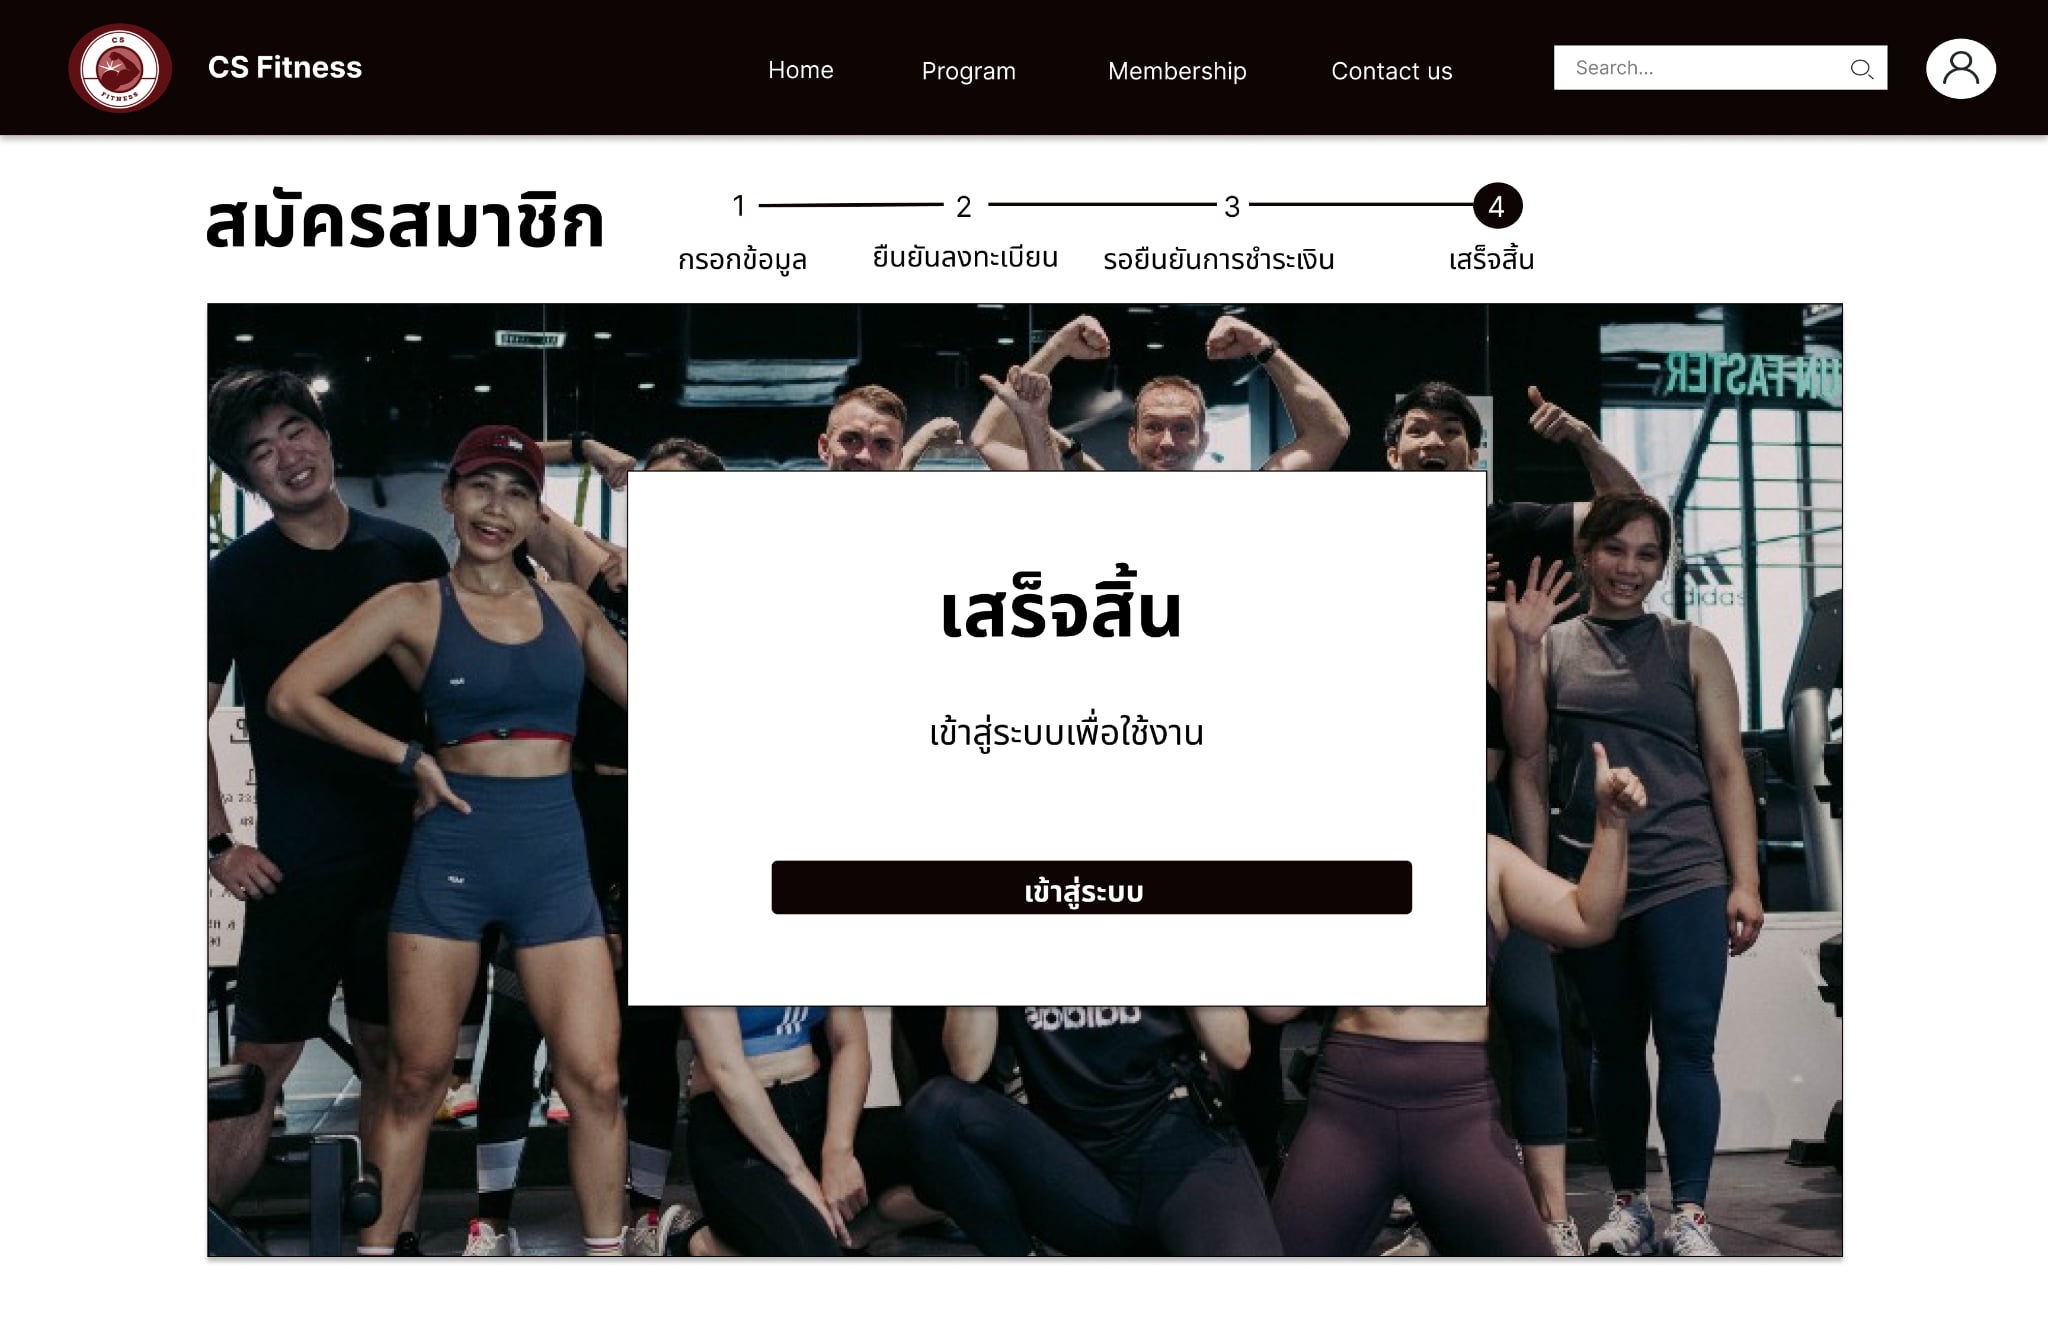 CS
FITNESS
CS Fitness
Home
Program
Membership
Contact us
Search...
สมัครสมาชิก
1
2
3
4
กรอกข้อมูล
ยืนยันลงทะเบียน
รอยืนยันการชำระเงิน
เสร็จสิ้น
UN FASTER
adidas
เสร็จสิ้น
เข้าสู่ระบบเพื่อใช้งาน
เข้าสู่ระบบ
adidas